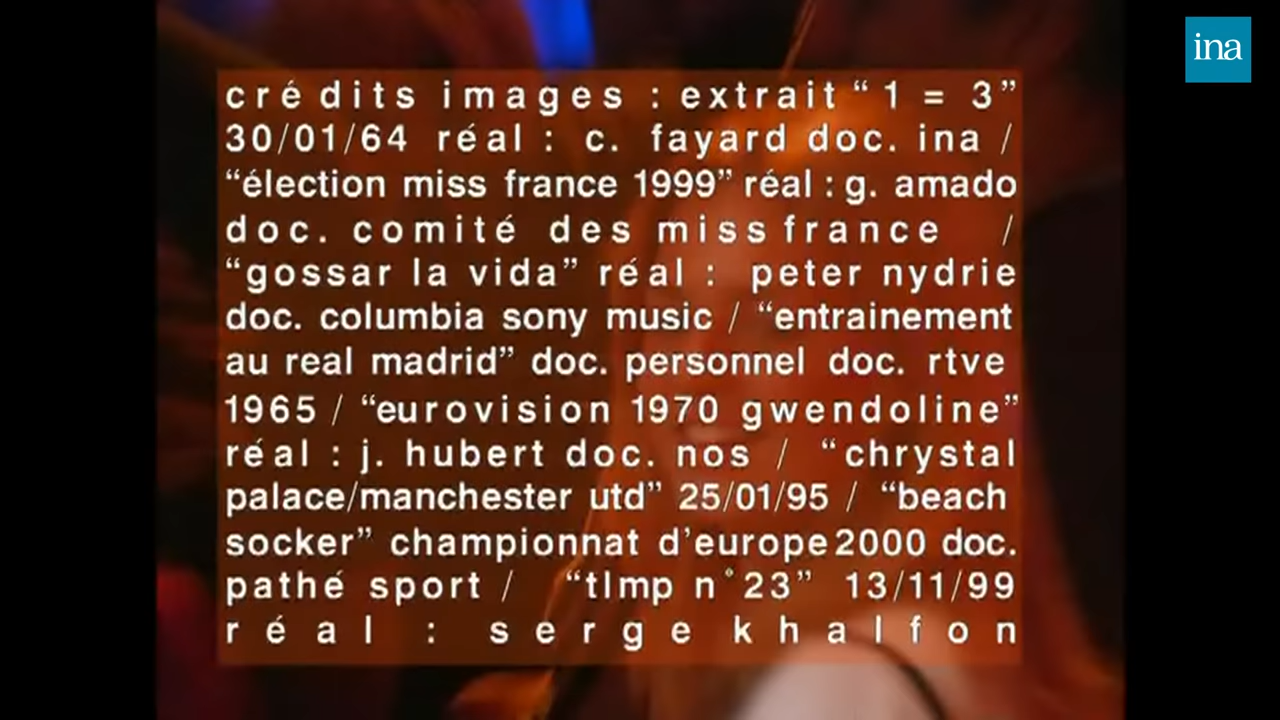 ina
crédits images : extrait “ 1 = 3”
30/01/64 réal : c. fayard doc. ina /
“élection miss france 1999” réal : g. amado
doc. comité des miss france /
“gossar la vida” réal : peter nydrie
doc. columbia sony music / “entrainement
au real madrid” doc. personnel doc. rtve
1965 / “eurovision 1970 gwendoline”
réal : j. hubert doc. nos / “chrystal
palace/manchester utd” 25/01/95 / “beach
socker” championnat d’europe 2000 doc.
pathé sport / “tlmp n°23” 13/11/99
réal : serge khalfon